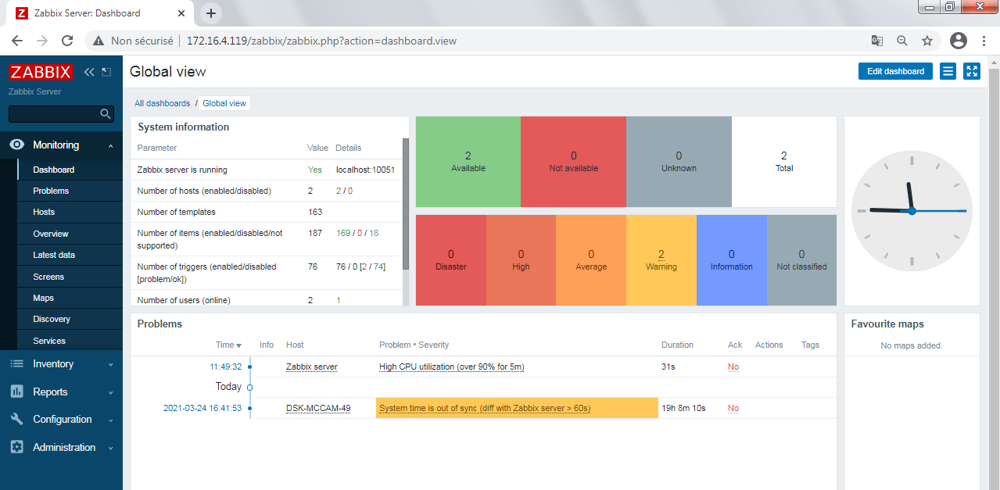 Zabbix Server: Dashboard
Non sécurisé
172.16.4.119/zabbix/zabbix.php?action=dashboard.view
ZABBIX
Zabbix Server
Monitoring
Dashboard
Problems
Hosts
Overview
Latest data
Screens
Maps
Discovery
Services
Inventory
Reports
Configuration
Administration
Global view
Edit dashboard
All dashboards / Global view
System information
Parameter Value Details
Zabbix server is running Yes localhost:10051
Number of hosts (enabled/disabled) 2 2 / 0
Number of templates 163
Number of items (enabled/disabled/not 187 169 / 0 / 18
supported)
Number of triggers (enabled/disabled 76 76 / 0 [2 / 74]
[problem/ok])
Number of users (online) 2 1
2 0 0 2
Available Not available Unknown Total
0 0 0 2 0 0
Disaster High Average Warning Information Not classified
Problems
Time Info Host Problem • Severity Duration Ack Actions Tags
11:49:32 Zabbix server High CPU utilization (over 90% for 5m) 31s No
Today
2021-03-24 16:41:53 DSK-MCCAM-49 System time is out of sync (diff with Zabbix server > 60s) 19h 8m 10s No
Favourite maps
No maps added.